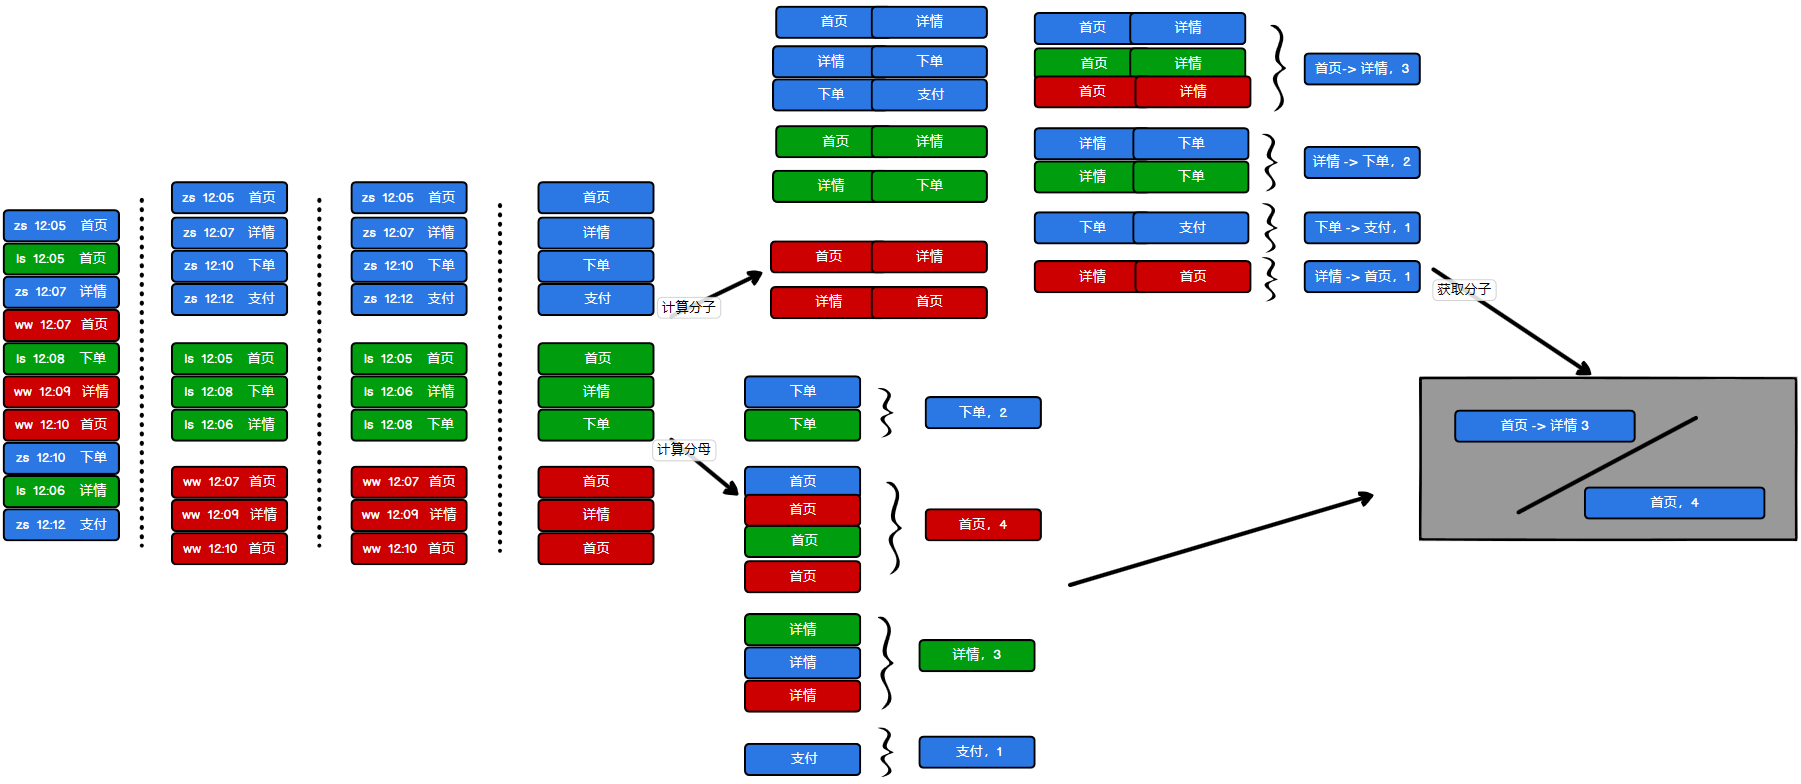 zs 12:05 首页
ls 12:05 首页
zs 12:07 详情
ww 12:07 首页
ls 12:08 下单
ww 12:09 详情
ww 12:10 首页
zs 12:10 下单
ls 12:06 详情
zs 12:12 支付
zs 12:05 首页
zs 12:07 详情
zs 12:10 下单
zs 12:12 支付
ls 12:05 首页
ls 12:08 下单
ls 12:06 详情
ww 12:07 首页
ww 12:09 详情
ww 12:10 首页
zs 12:05 首页
zs 12:07 详情
zs 12:10 下单
zs 12:12 支付
ls 12:05 首页
ls 12:06 详情
ls 12:08 下单
ww 12:07 首页
ww 12:09 详情
ww 12:10 首页
首页
详情
下单
支付
首页
详情
下单
首页
详情
首页
计算分子
首页 详情
详情 下单
下单 支付
首页 详情
详情 下单
首页 详情
详情 首页
首页 详情
首页 详情
首页 详情
首页-> 详情，3
详情 下单
详情 下单
详情 -> 下单，2
下单 支付
下单 -> 支付，1
详情 首页
详情 -> 首页，1
获取分子
计算分母
下单
下单
下单，2
首页
首页
首页
首页
首页，4
详情
详情
详情
详情，3
支付
支付，1
首页 -> 详情 3
首页，4